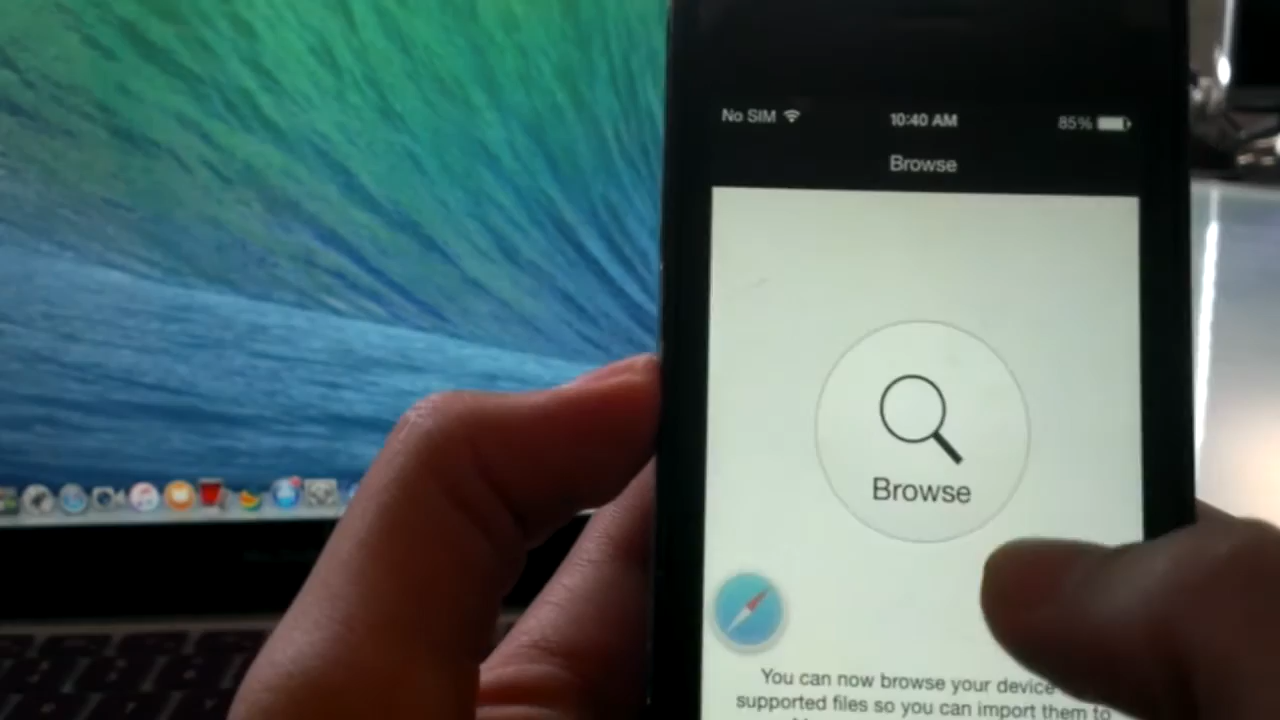 No SIM
10:40 AM
85%
Browse
Browse
You can now browse your device
supported files so you can import them to